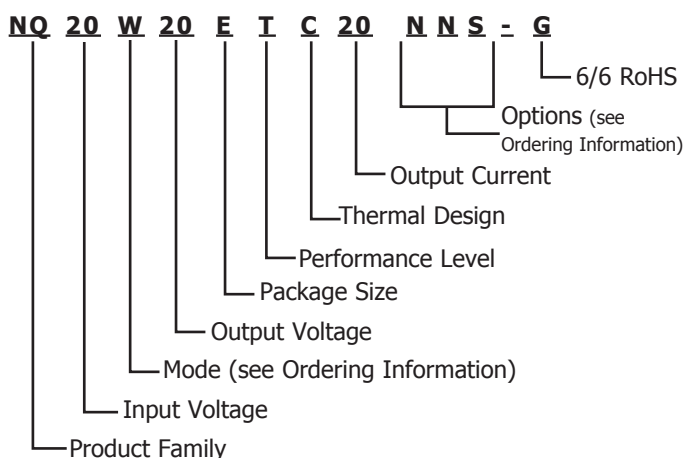 NQ 20 W 20 E T C 20 N N S - G
6/6 RoHS
Options (see
Ordering Information)
Output Current
Thermal Design
Performance Level
Package Size
Output Voltage
Mode (see Ordering Information)
Input Voltage
Product Family